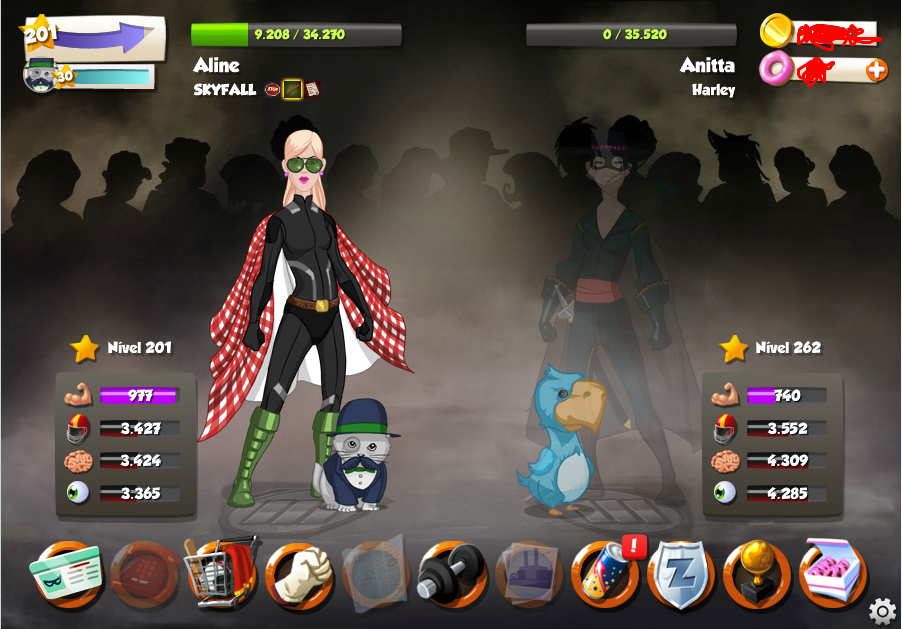 201
30
9.208 / 34.270
Aline
SKYFALL
STOP
0 / 35.520
Anitta
Harley
Nível 201
977
3.427
3.424
3.365
Nível 262
740
3.552
4.309
4.285
!
Z